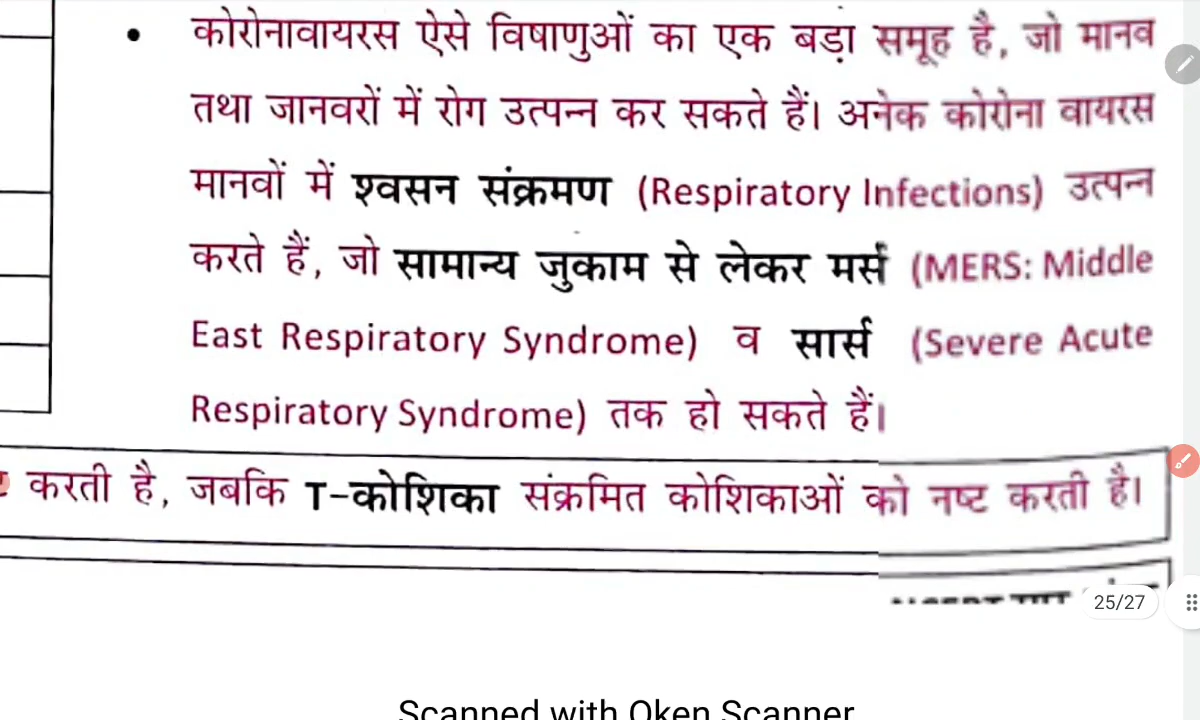 • कोरोनावायरस ऐसे विषाणुओं का एक बड़ा समूह है, जो मानव
तथा जानवरों में रोग उत्पन्न कर सकते हैं। अनेक कोरोना वायरस
मानवों में श्वसन संक्रमण (Respiratory Infections) उत्पन्न
करते हैं, जो सामान्य जुकाम से लेकर मर्स (MERS: Middle
East Respiratory Syndrome) व सार्स (Severe Acute
Respiratory Syndrome) तक हो सकते हैं।
करती है, जबकि T-कोशिका संक्रमित कोशिकाओं को नष्ट करती है।
25/27
Scanned with Oken Scanner